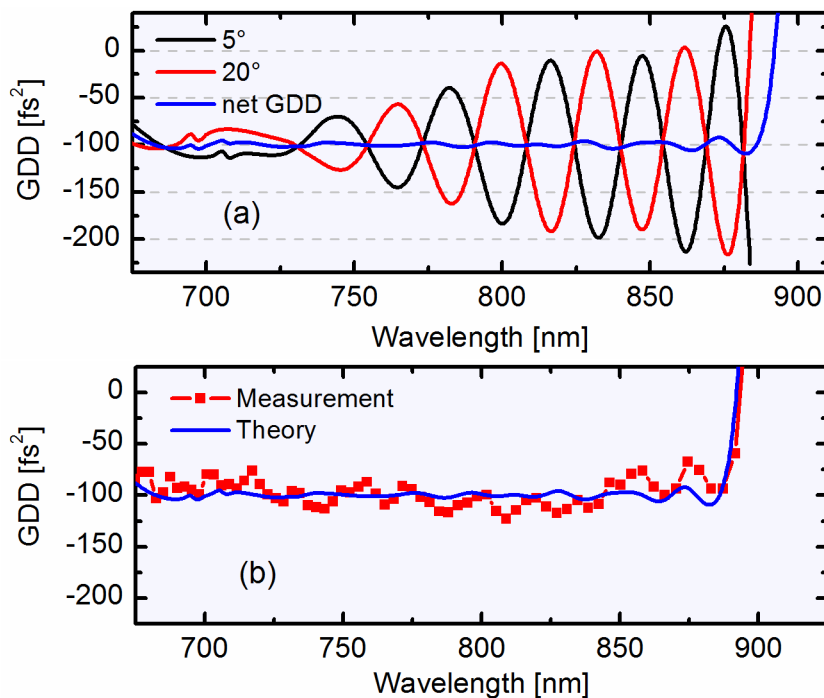 0
-50
-100
-150
-200
GDD [fs²]
5°
20°
net GDD
(a)
700 750 800 850 900
Wavelength [nm]
0
-50
-100
-150
-200
GDD [fs²]
Measurement
Theory
(b)
700 750 800 850 900
Wavelength [nm]